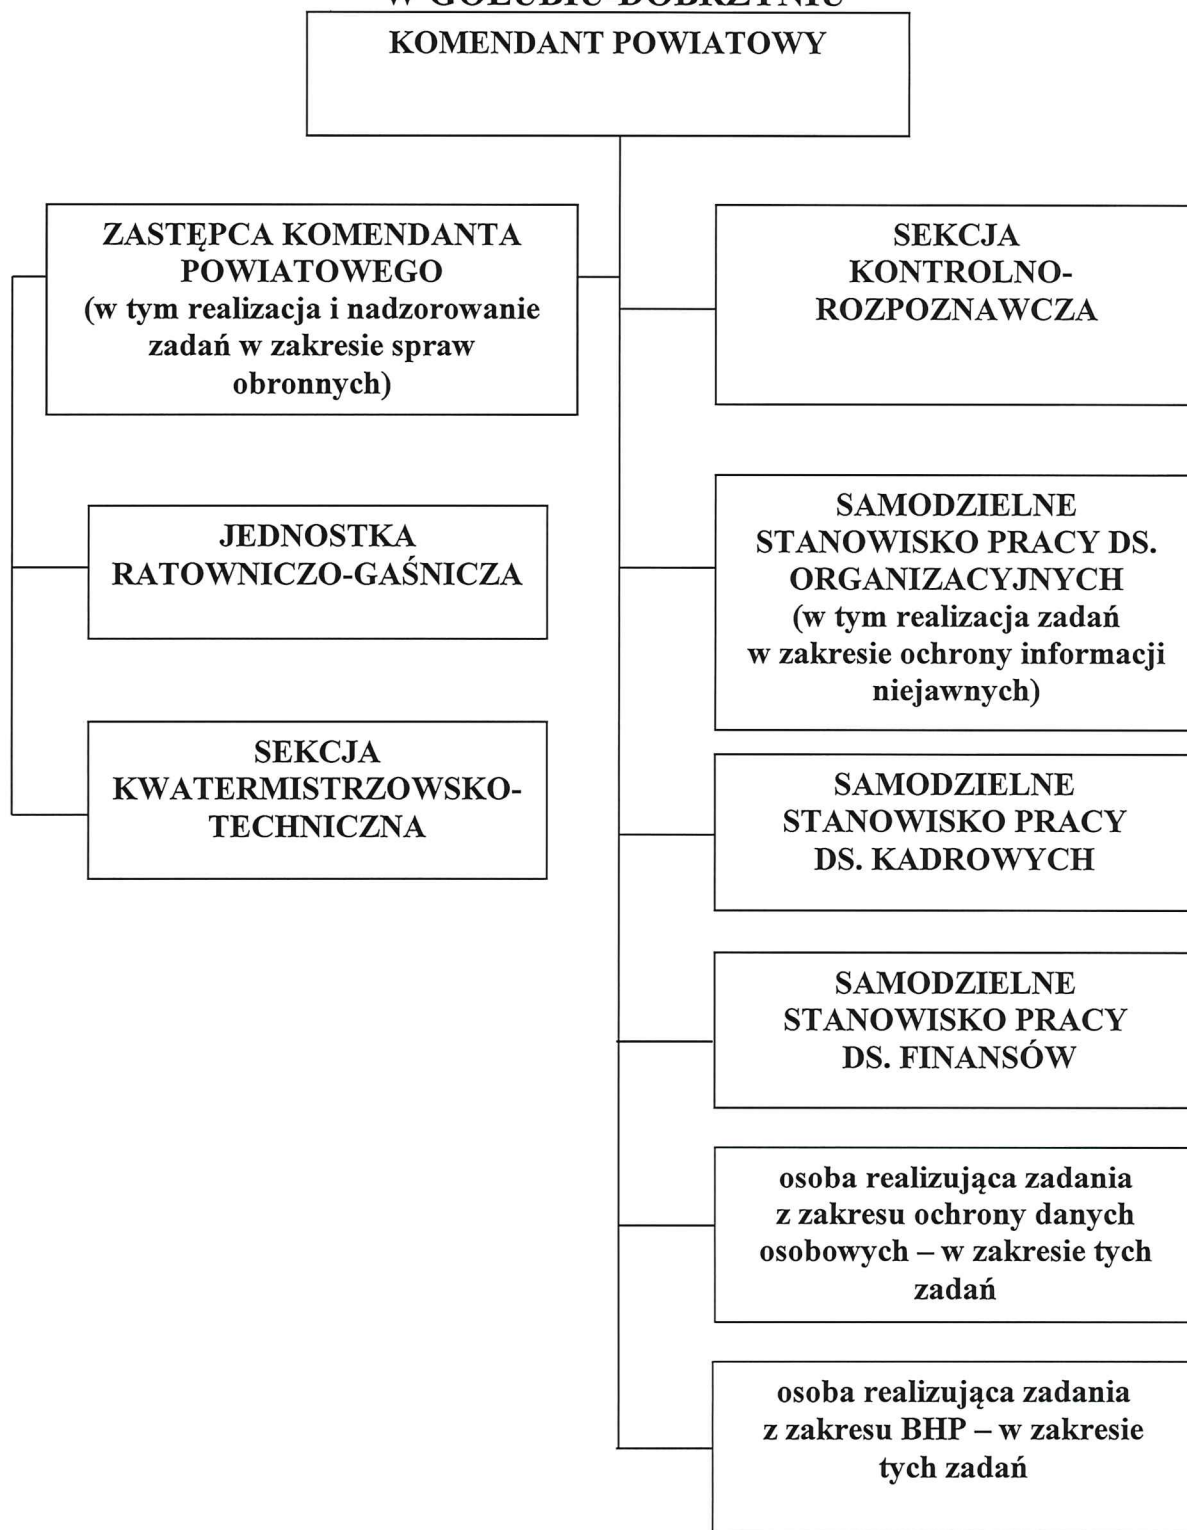 W GOLUBIU-DOBRZYNIU
KOMENDANT POWIATOWY
ZASTĘPCA KOMENDANTA
POWIATOWEGO
(w tym realizacja i nadzorowanie
zadań w zakresie spraw
obronnych)
JEDNOSTKA
RATOWNICZO-GAŚNICZA
SEKCJA
KWATERMISTRZOWSKO-
TECHNICZNA
SEKCJA
KONTROLNO-
ROZPOZNAWCZA
SAMODZIELNE
STANOWISKO PRACY DS.
ORGANIZACYJNYCH
(w tym realizacja zadań
w zakresie ochrony informacji
niejawnych)
SAMODZIELNE
STANOWISKO PRACY
DS. KADROWYCH
SAMODZIELNE
STANOWISKO PRACY
DS. FINANSÓW
osoba realizująca zadania
z zakresu ochrony danych
osobowych – w zakresie tych
zadań
osoba realizująca zadania
z zakresu BHP – w zakresie
tych zadań